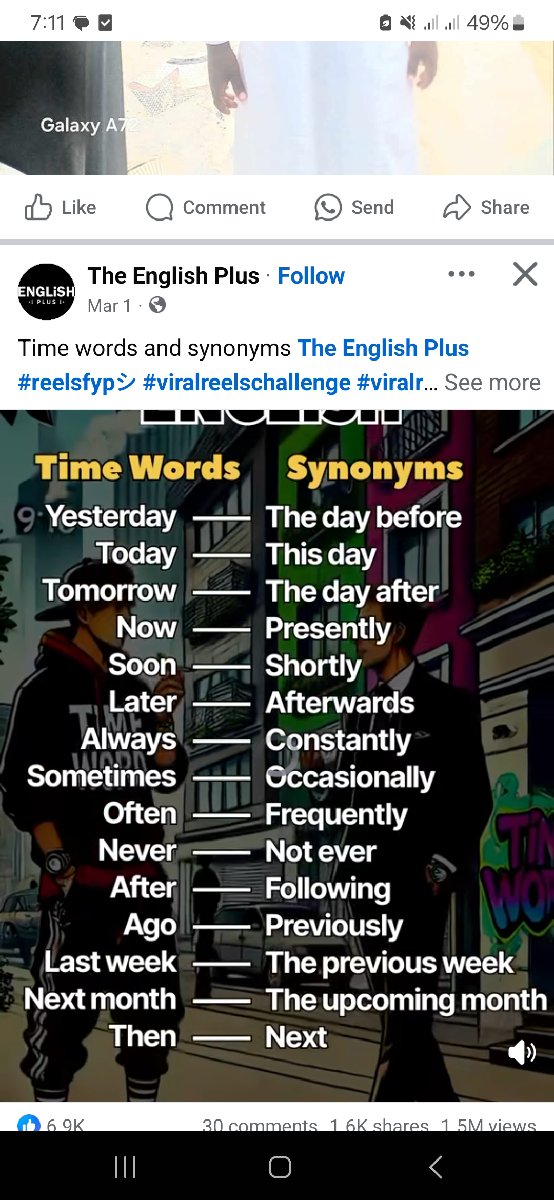 7:11 49%
Galaxy A72
Like Comment Send Share
ENGLiSH
PLUS
The English Plus · Follow
Mar 1 ·
Time words and synonyms The English Plus
#reelsfypシ #viralreelschallenge #viralr... See more
ENGLISH
Time Words Synonyms
Yesterday — The day before
Today — This day
Tomorrow — The day after
Now — Presently
Soon — Shortly
Later — Afterwards
Always — Constantly
Sometimes — Occasionally
Often — Frequently
Never — Not ever
After — Following
Ago — Previously
Last week — The previous week
Next month — The upcoming month
Then — Next
TIME
WORD
6.9K 30 comments 1.6K shares 1.5M views